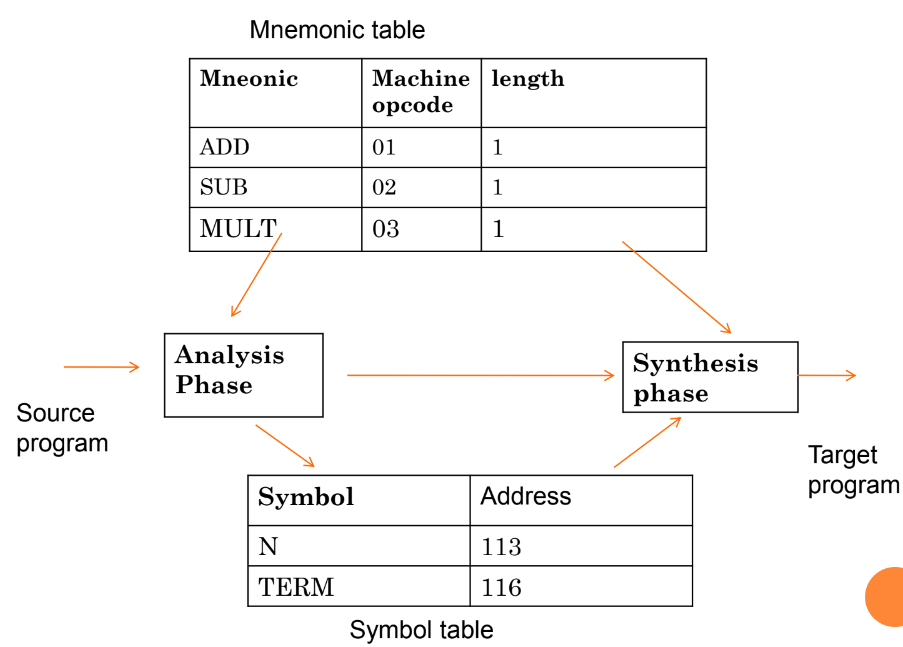 Mnemonic table
Mneonic Machine opcode length
ADD 01 1
SUB 02 1
MULT 03 1
Analysis
Phase
Synthesis
phase
Source
program
Target
program
Symbol Address
N 113
TERM 116
Symbol table